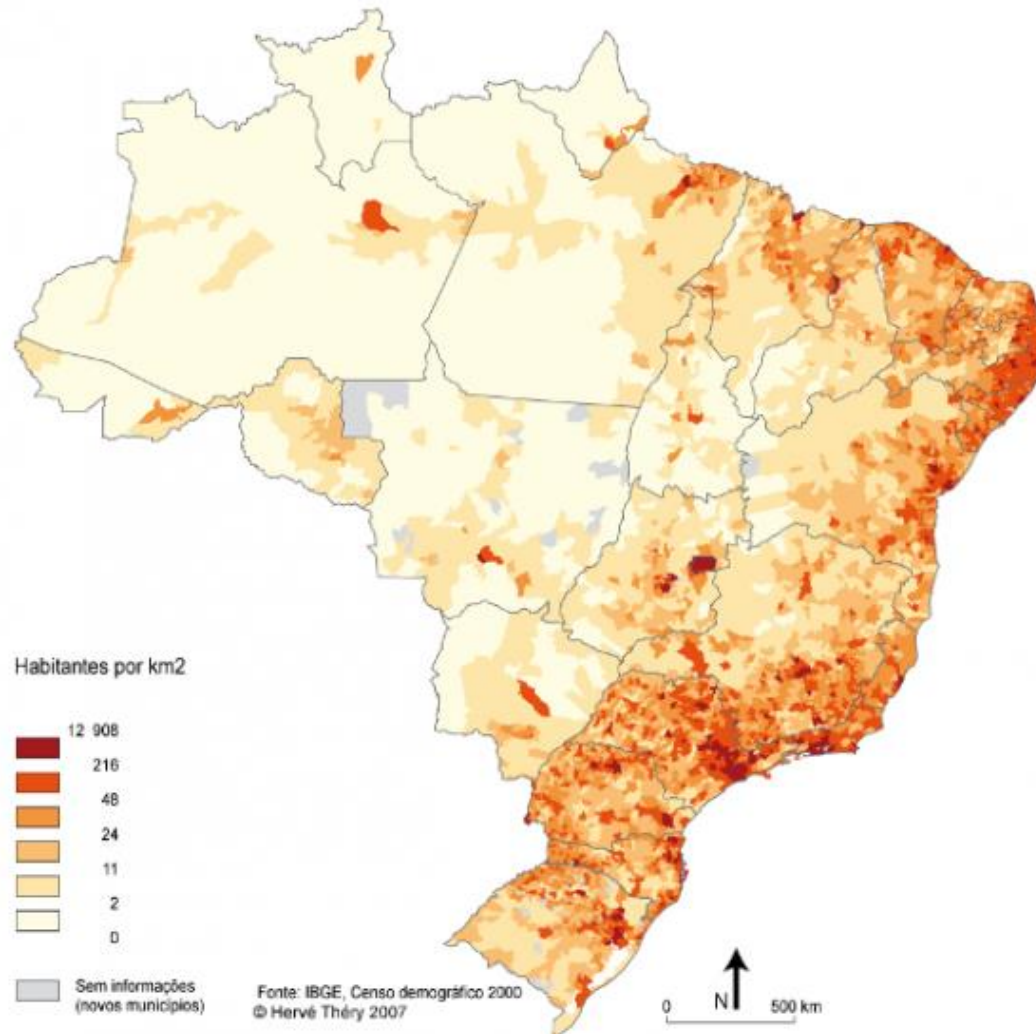 Habitantes por km2
12 908
216
48
24
11
2
0
Sem informações
(novos municípios)
Fonte: IBGE, Censo demográfico 2000
© Hervé Théry 2007
N
0 500 km